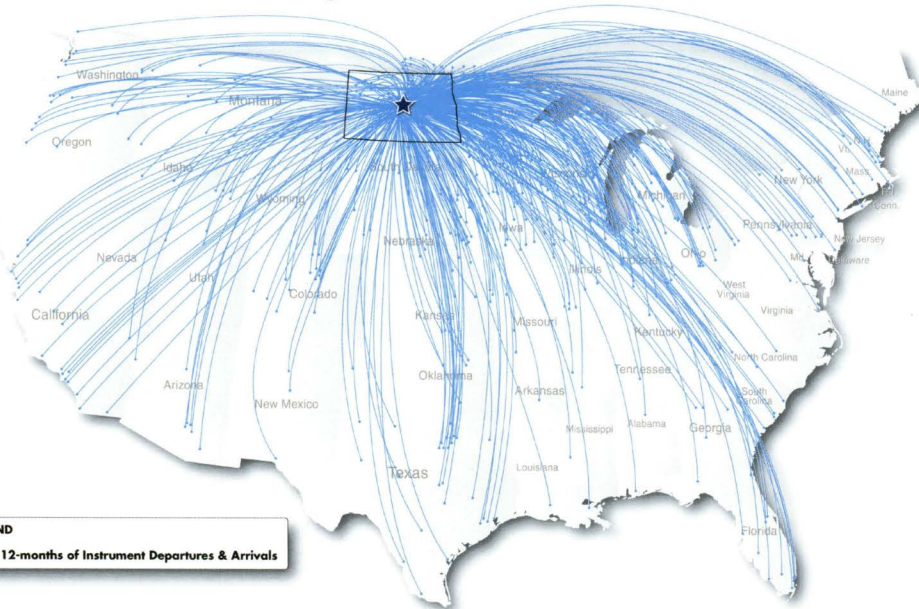 Washington
Montana
Maine
Oregon
Vt.
N.H.
Idaho
Mass.
New York
Wyoming
Michigan
Conn.
Pennsylvania
Nebraska
Iowa
New Jersey
Nevada
Ohio
Md.
Delaware
Utah
Illinois
Indiana
Colorado
West
Virginia
California
Kansas
Missouri
Virginia
Kentucky
North Carolina
Oklahoma
Tennessee
Arizona
Arkansas
South
Carolina
New Mexico
Mississippi
Alabama
Georgia
Texas
Louisiana
Florida
ND
12-months of Instrument Departures & Arrivals